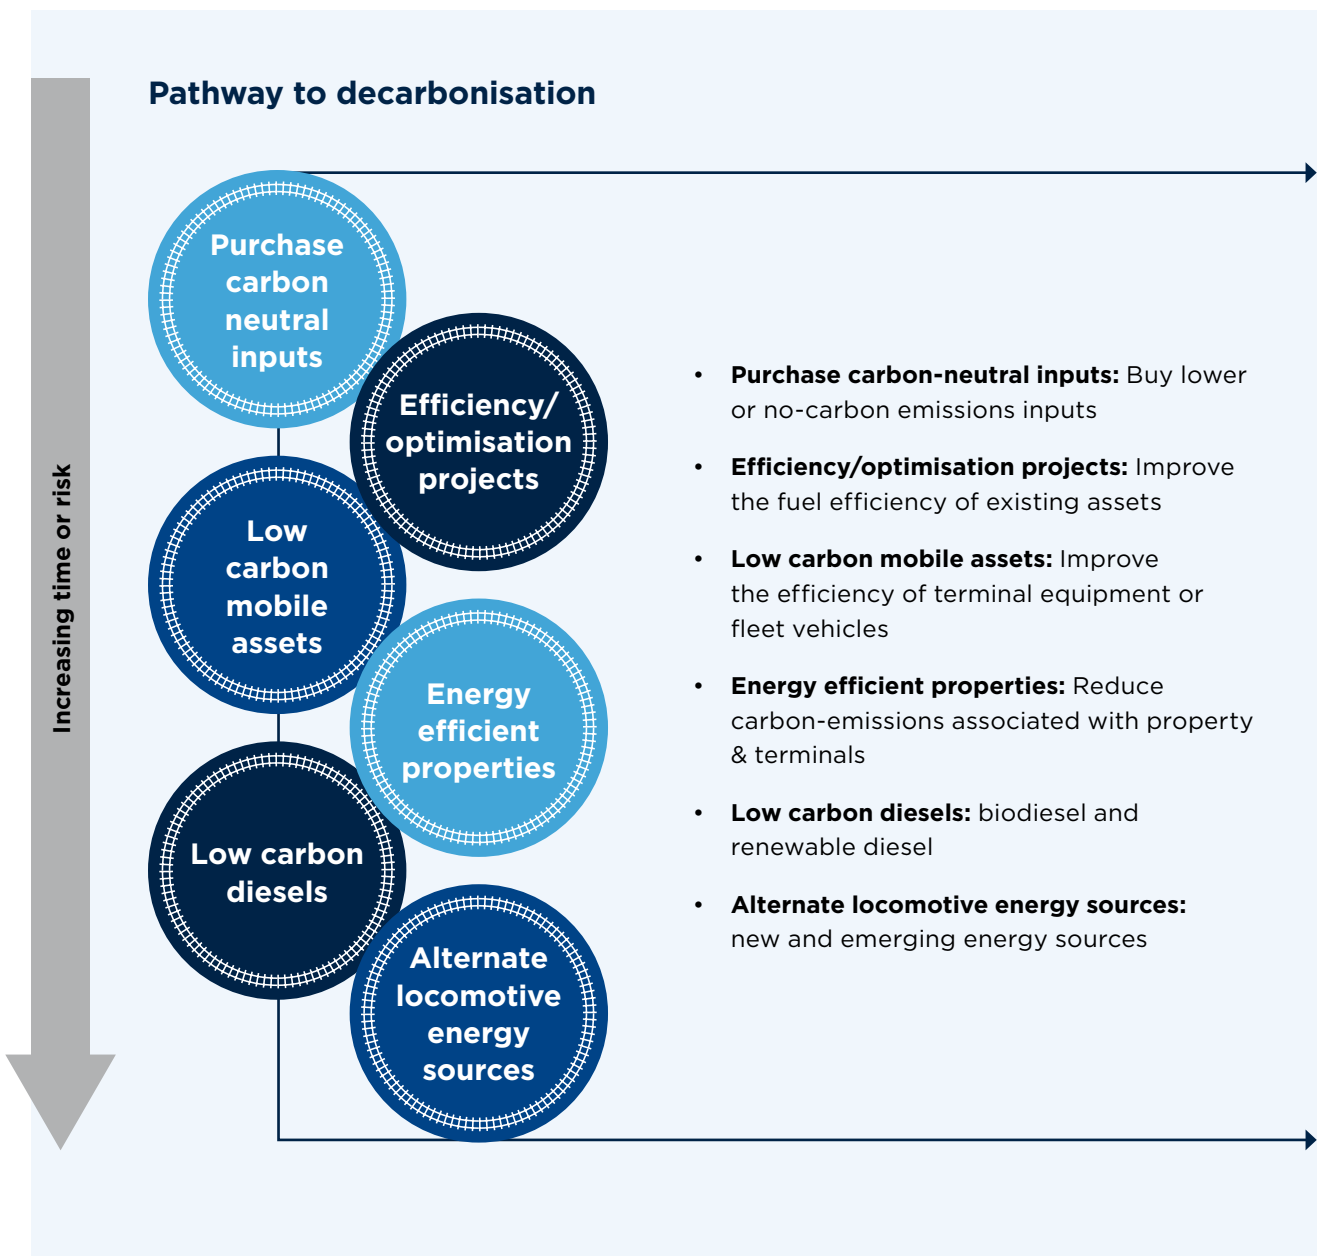 Pathway to decarbonisation
Increasing time or risk
Purchase
carbon
neutral
inputs
Efficiency/
optimisation
projects
Low
carbon
mobile
assets
Energy
efficient
properties
Low carbon
diesels
Alternate
locomotive
energy
sources
• Purchase carbon-neutral inputs: Buy lower
or no-carbon emissions inputs
• Efficiency/optimisation projects: Improve
the fuel efficiency of existing assets
• Low carbon mobile assets: Improve
the efficiency of terminal equipment or
fleet vehicles
• Energy efficient properties: Reduce
carbon-emissions associated with property
& terminals
• Low carbon diesels: biodiesel and
renewable diesel
• Alternate locomotive energy sources:
new and emerging energy sources